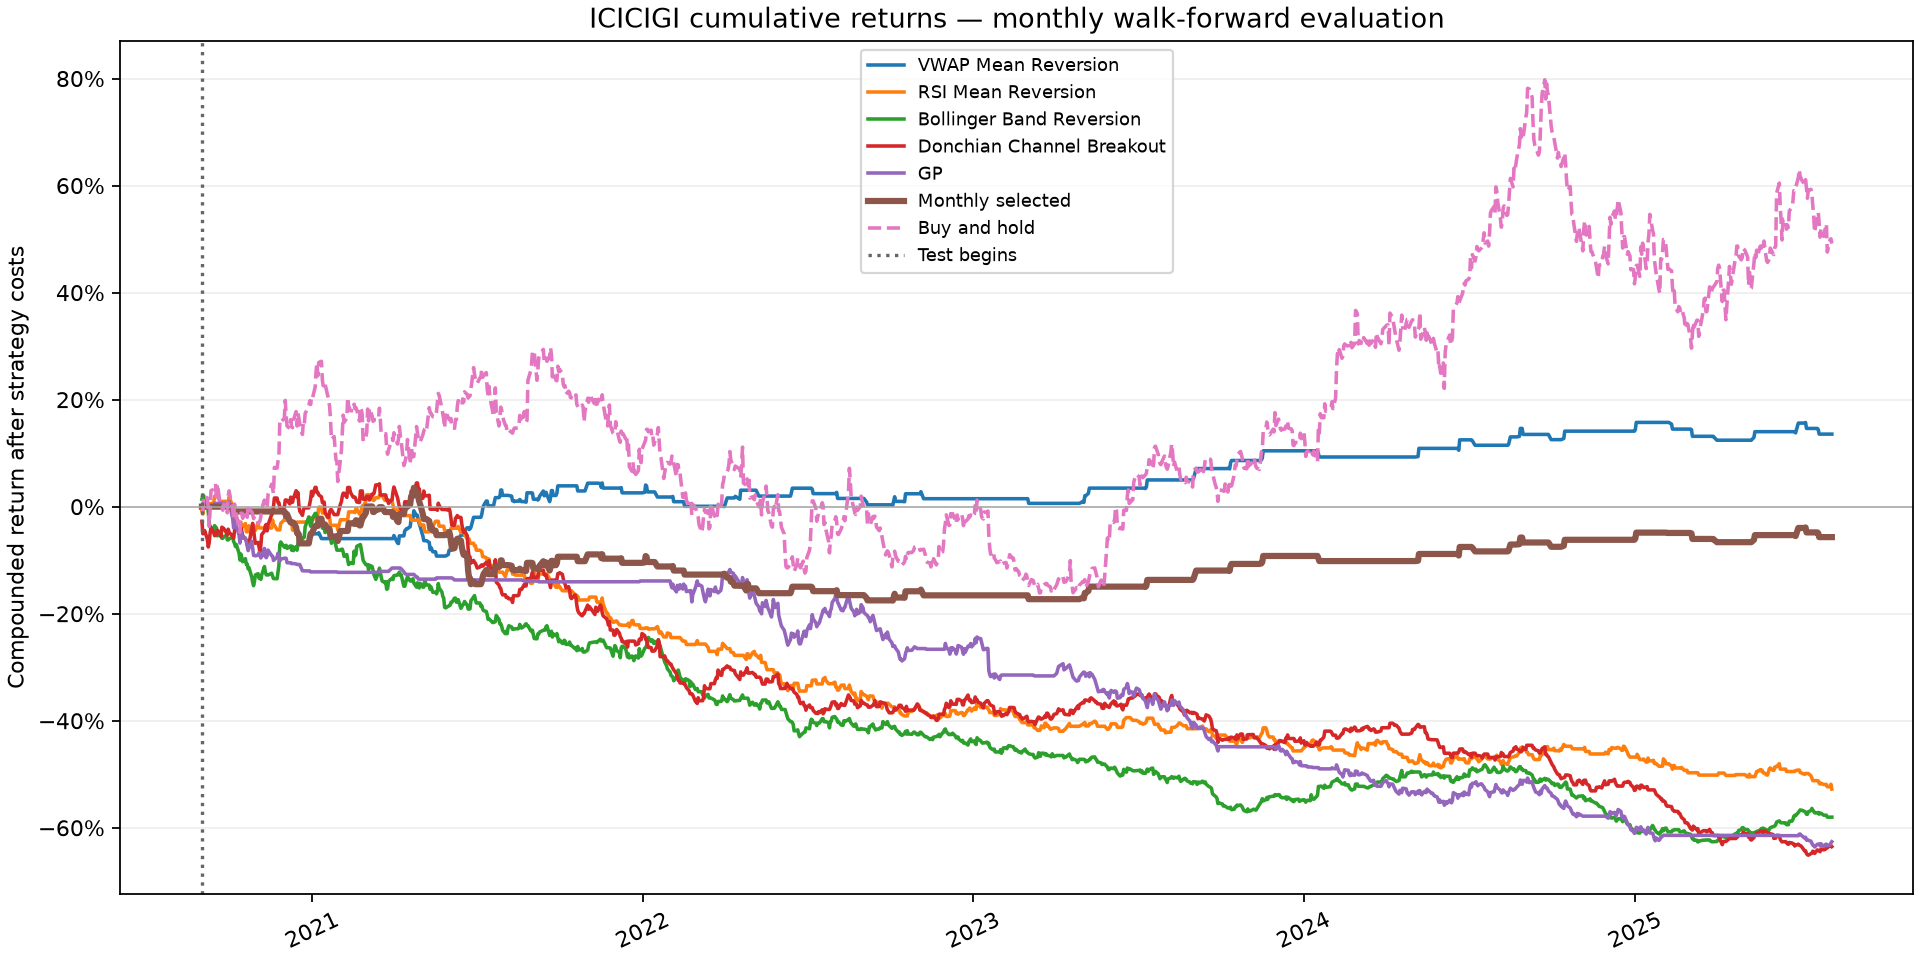 ICICIGI cumulative returns — monthly walk-forward evaluation
Compounded return after strategy costs
80%
60%
40%
20%
0%
−20%
−40%
−60%
VWAP Mean Reversion
RSI Mean Reversion
Bollinger Band Reversion
Donchian Channel Breakout
GP
Monthly selected
Buy and hold
Test begins
2021
2022
2023
2024
2025